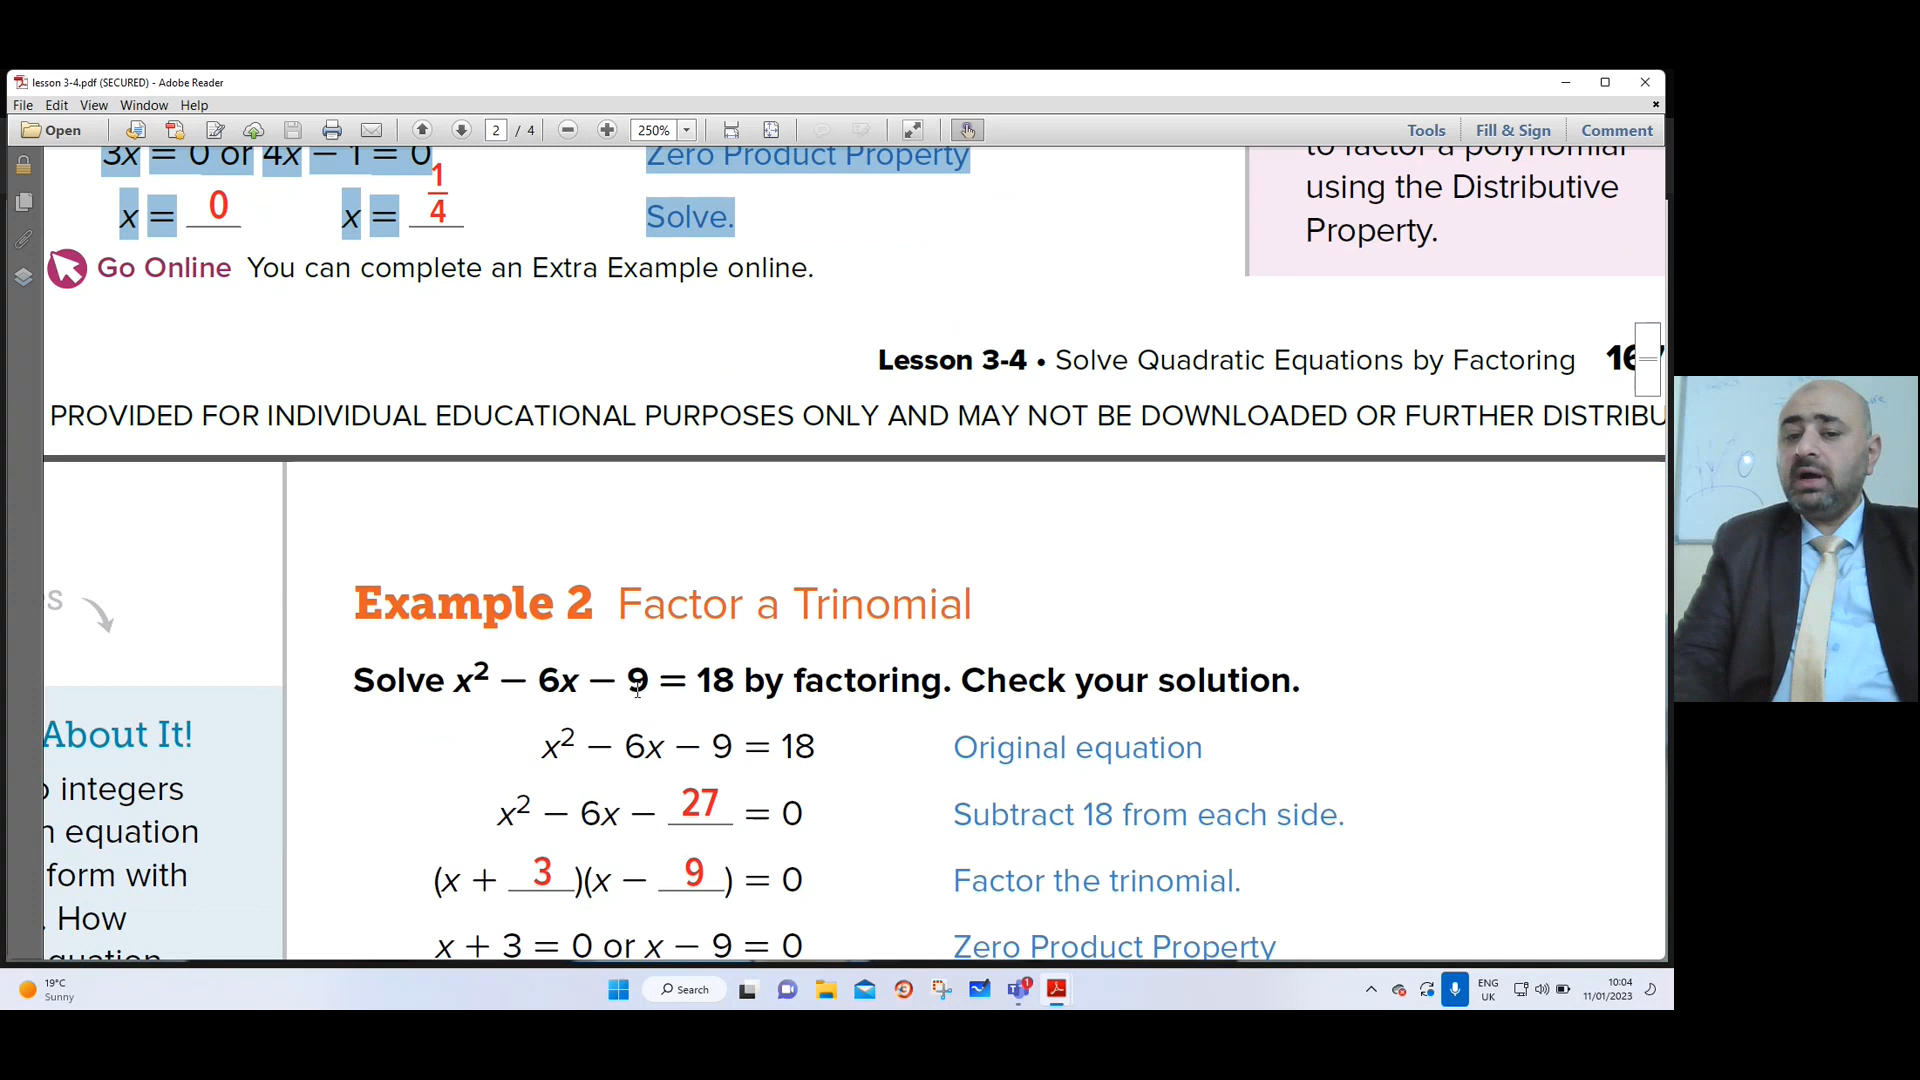 lesson 3-4.pdf (SECURED) - Adobe Reader
File Edit View Window Help
Open 2 / 4 250% Tools Fill & Sign Comment
3x = 0 or 4x − 1 = 0 Zero Product Property
x = 0 x = 1/4 Solve.
to factor a polynomial
using the Distributive
Property.
Go Online You can complete an Extra Example online.
Lesson 3-4 • Solve Quadratic Equations by Factoring
PROVIDED FOR INDIVIDUAL EDUCATIONAL PURPOSES ONLY AND MAY NOT BE DOWNLOADED OR FURTHER DISTRIBU
Example 2 Factor a Trinomial
Solve x² − 6x − 9 = 18 by factoring. Check your solution.
x² − 6x − 9 = 18 Original equation
x² − 6x − 27 = 0 Subtract 18 from each side.
(x + 3)(x − 9) = 0 Factor the trinomial.
x + 3 = 0 or x − 9 = 0 Zero Product Property
About It!
integers
equation
form with
. How
19°C
Sunny
Search
1
ENG
UK
10:04
11/01/2023